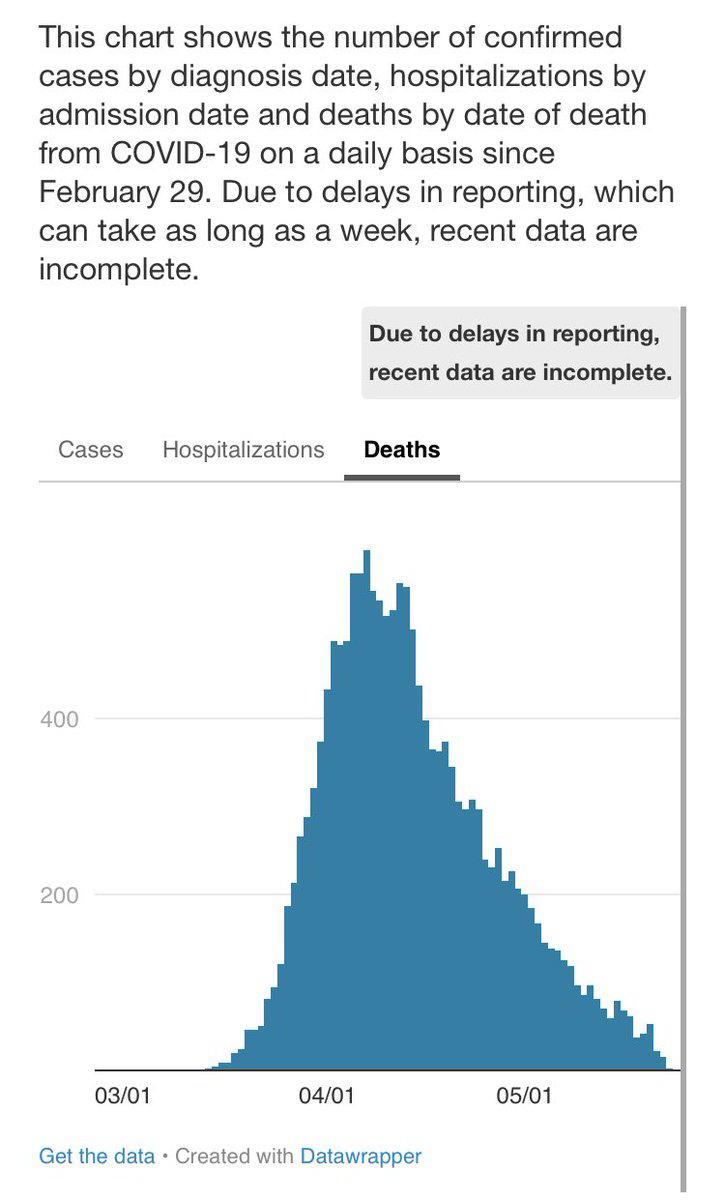 This chart shows the number of confirmed
cases by diagnosis date, hospitalizations by
admission date and deaths by date of death
from COVID-19 on a daily basis since
February 29. Due to delays in reporting, which
can take as long as a week, recent data are
incomplete.
Due to delays in reporting,
recent data are incomplete.
Cases Hospitalizations Deaths
400
200
03/01 04/01 05/01
Get the data • Created with Datawrapper